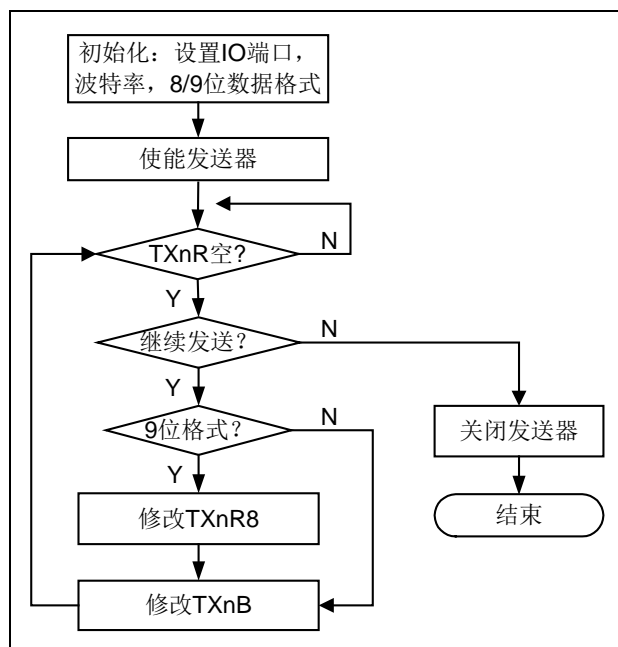 初始化：设置IO端口，
波特率，8/9位数据格式
使能发送器
TXnR空?
N
Y
继续发送？
N
Y
9位格式？
N
Y
关闭发送器
修改TXnR8
结束
修改TXnB